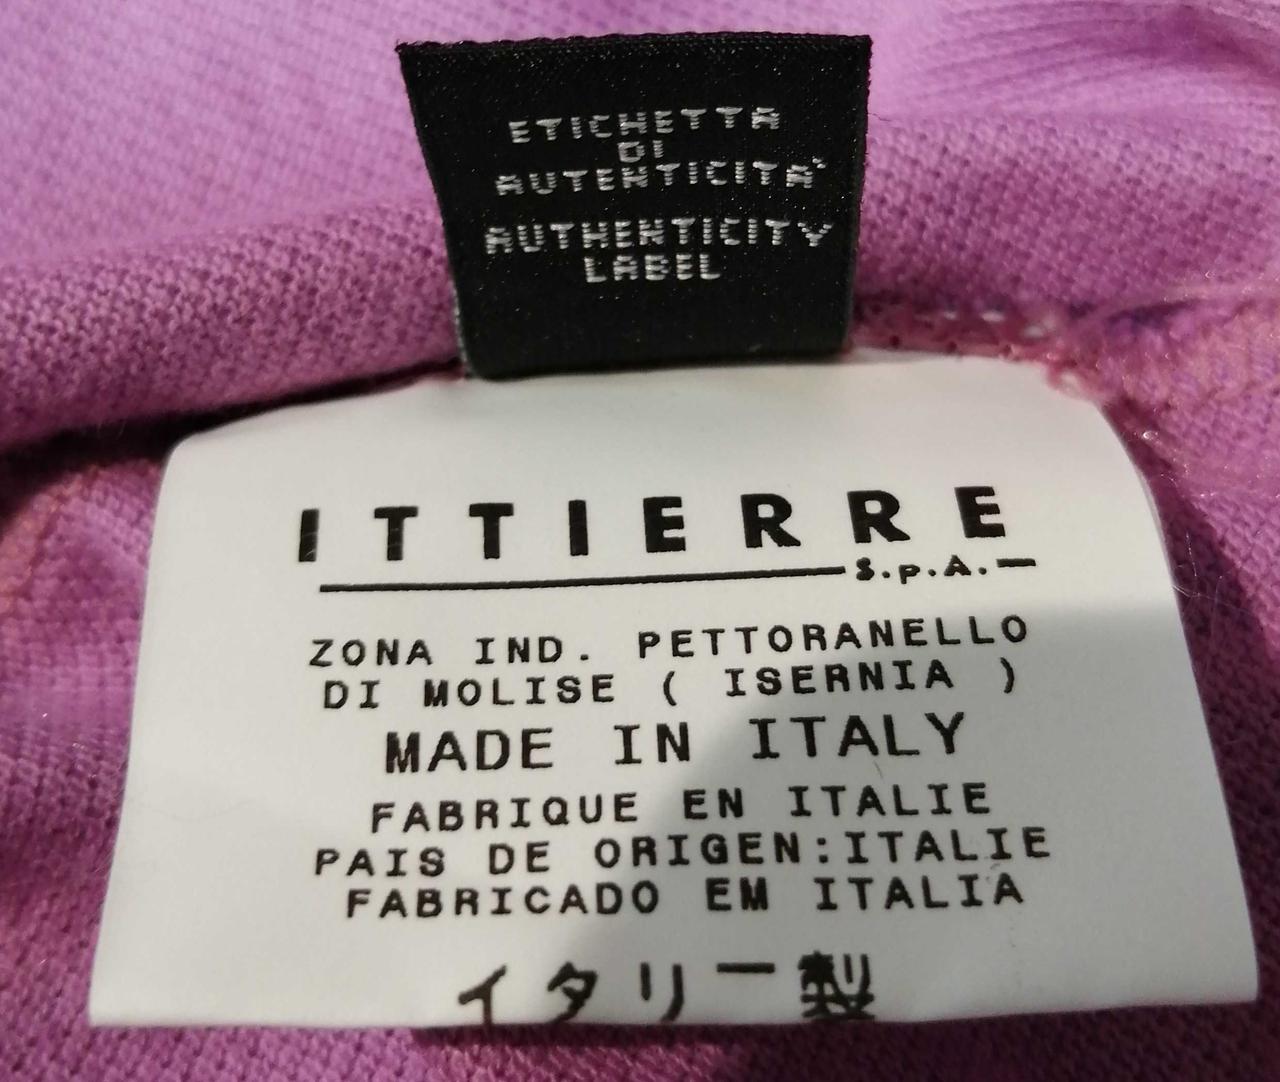 ETICHETTA
DI
AUTENTICITA'
AUTHENTICITY
LABEL
ITTIERRE
S.p.A.
ZONA IND. PETTORANELLO
DI MOLISE ( ISERNIA )
MADE IN ITALY
FABRIQUE EN ITALIE
PAIS DE ORIGEN:ITALIE
FABRICADO EM ITALIA
イタリー製